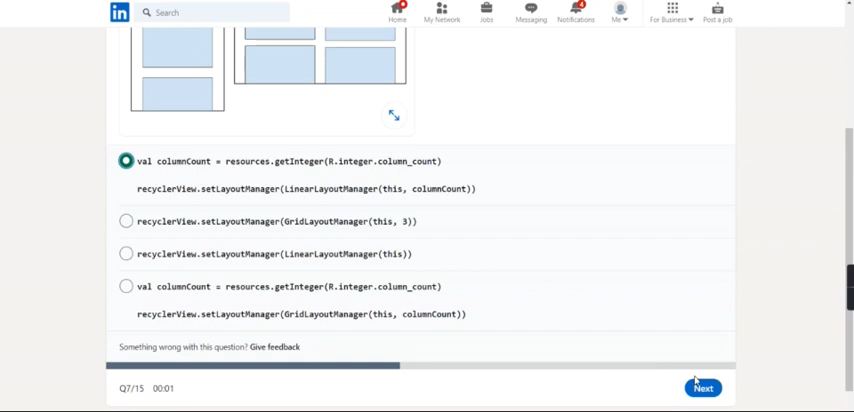 in
Search
Home
My Network
Jobs
Messaging
4
Notifications
Me
For Business
Post a job
val columnCount = resources.getInteger(R.integer.column_count)
recyclerView.setLayoutManager(LinearLayoutManager(this, columnCount))
recyclerView.setLayoutManager(GridLayoutManager(this, 3))
recyclerView.setLayoutManager(LinearLayoutManager(this))
val columnCount = resources.getInteger(R.integer.column_count)
recyclerView.setLayoutManager(GridLayoutManager(this, columnCount))
Something wrong with this question? Give feedback
Q7/15 00:01
Next